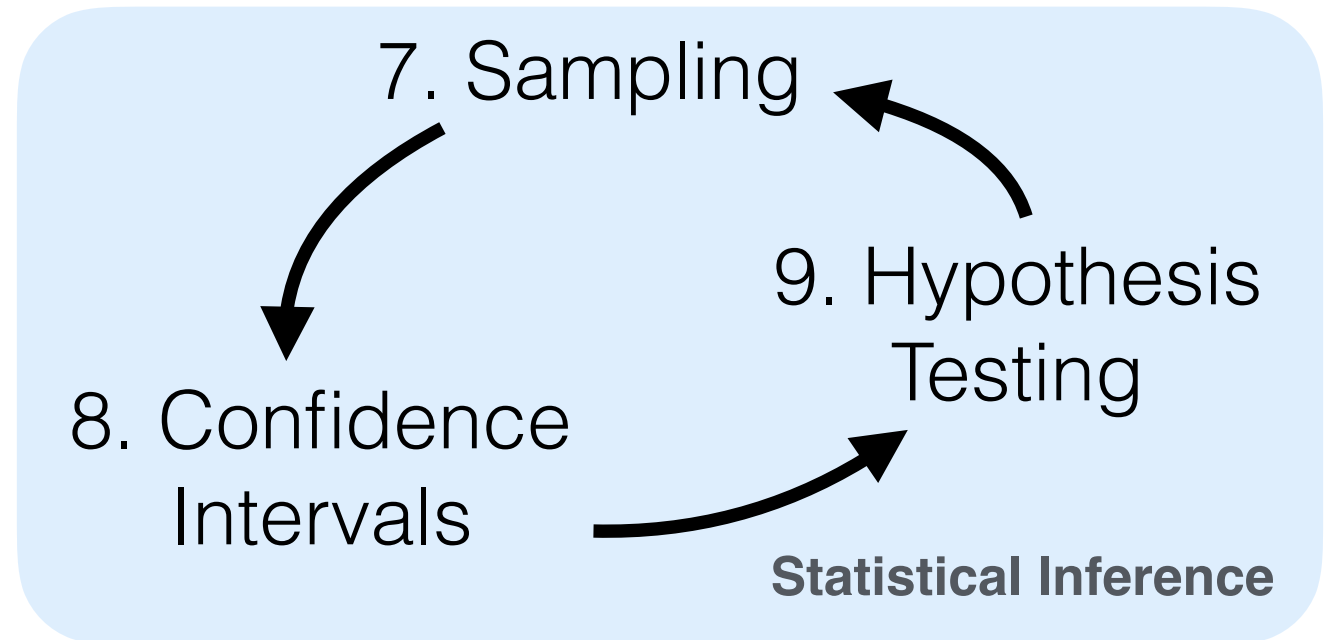 7. Sampling
9. Hypothesis
Testing
8. Confidence
Intervals
Statistical Inference